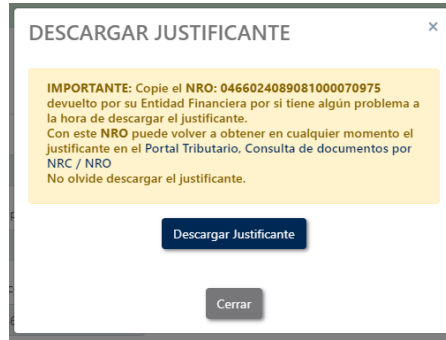 DESCARGAR JUSTIFICANTE
×
IMPORTANTE: Copie el NRO: 0466024089081000070975
devuelto por su Entidad Financiera por si tiene algún problema a
la hora de descargar el justificante.
Con este NRO puede volver a obtener en cualquier momento el
justificante en el Portal Tributario, Consulta de documentos por
NRC / NRO
No olvide descargar el justificante.
Descargar Justificante
Cerrar